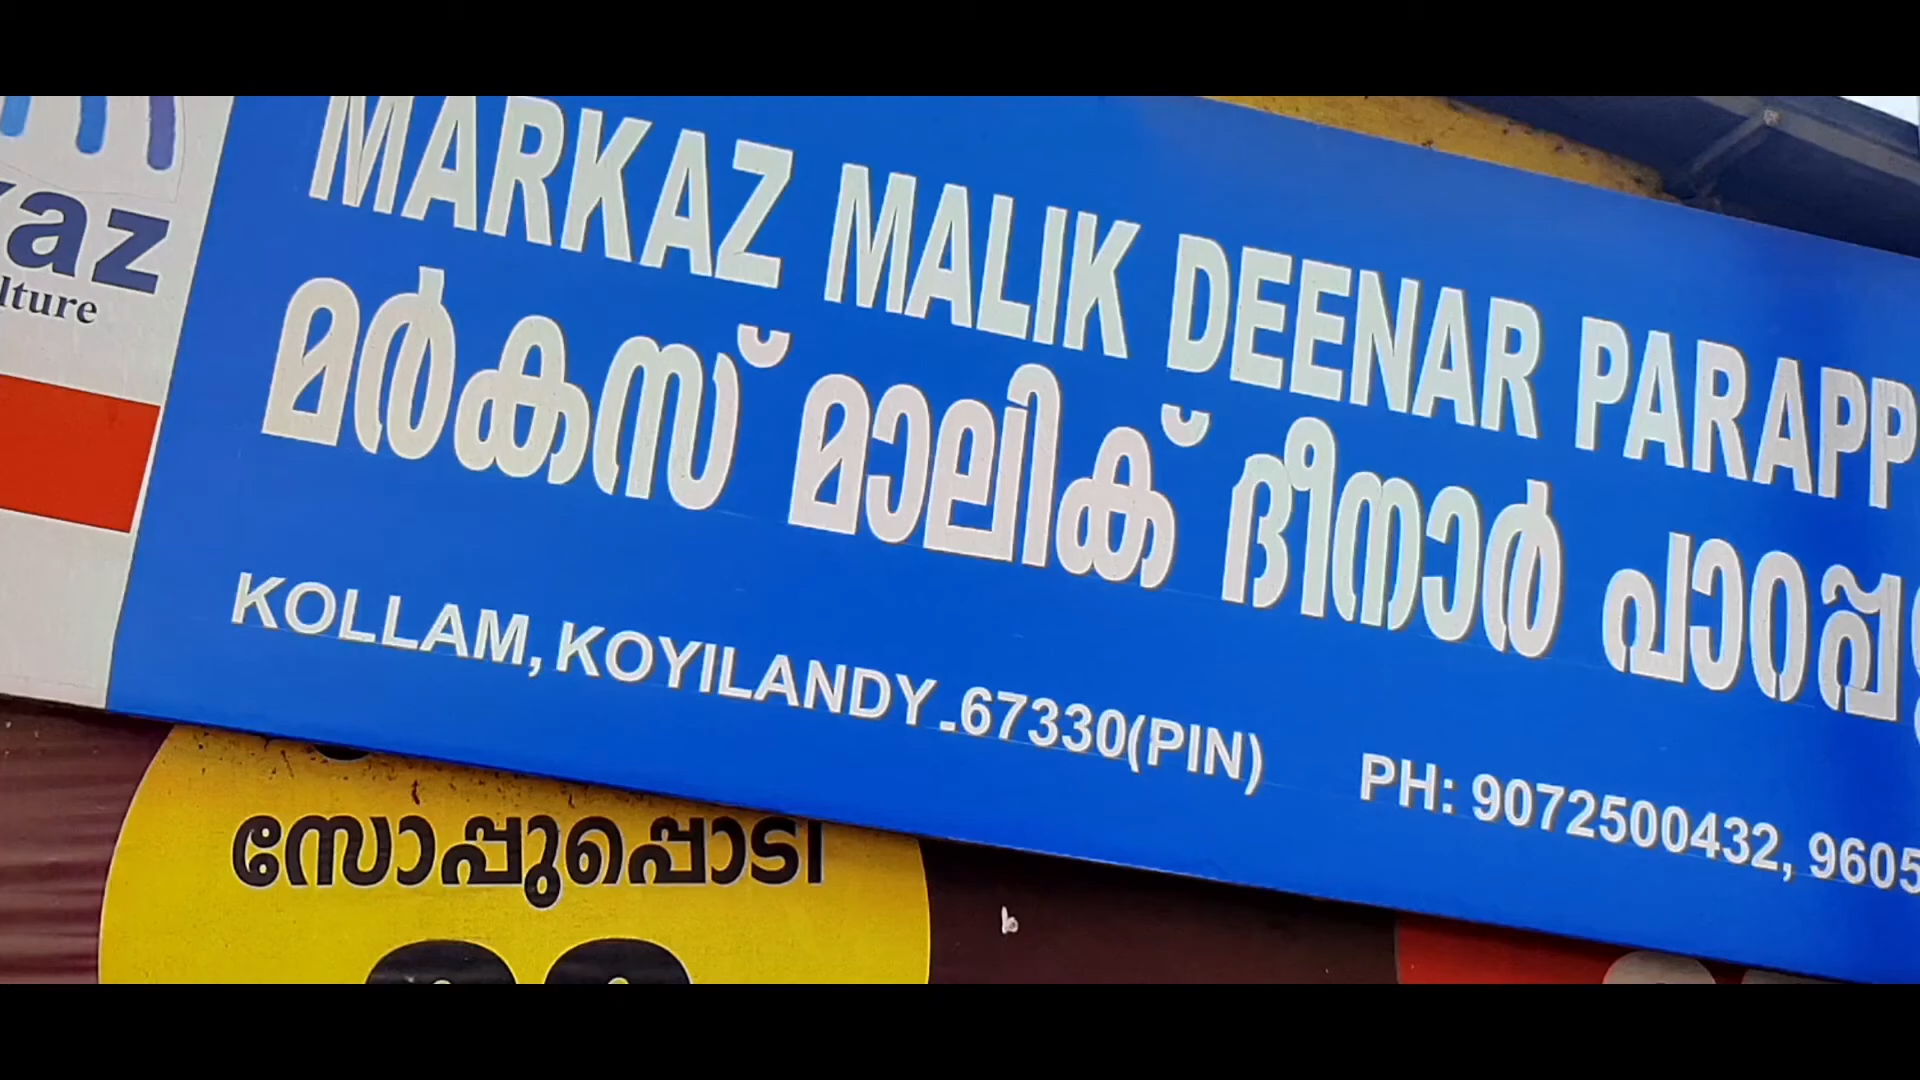 MARKAZ MALIK DEENAR PARAPP
മർകസ് മാലിക് ദീനാർ പാറപ്പ
KOLLAM, KOYILANDY-67330(PIN) PH: 9072500432, 9605
സോപ്പുപ്പൊടി